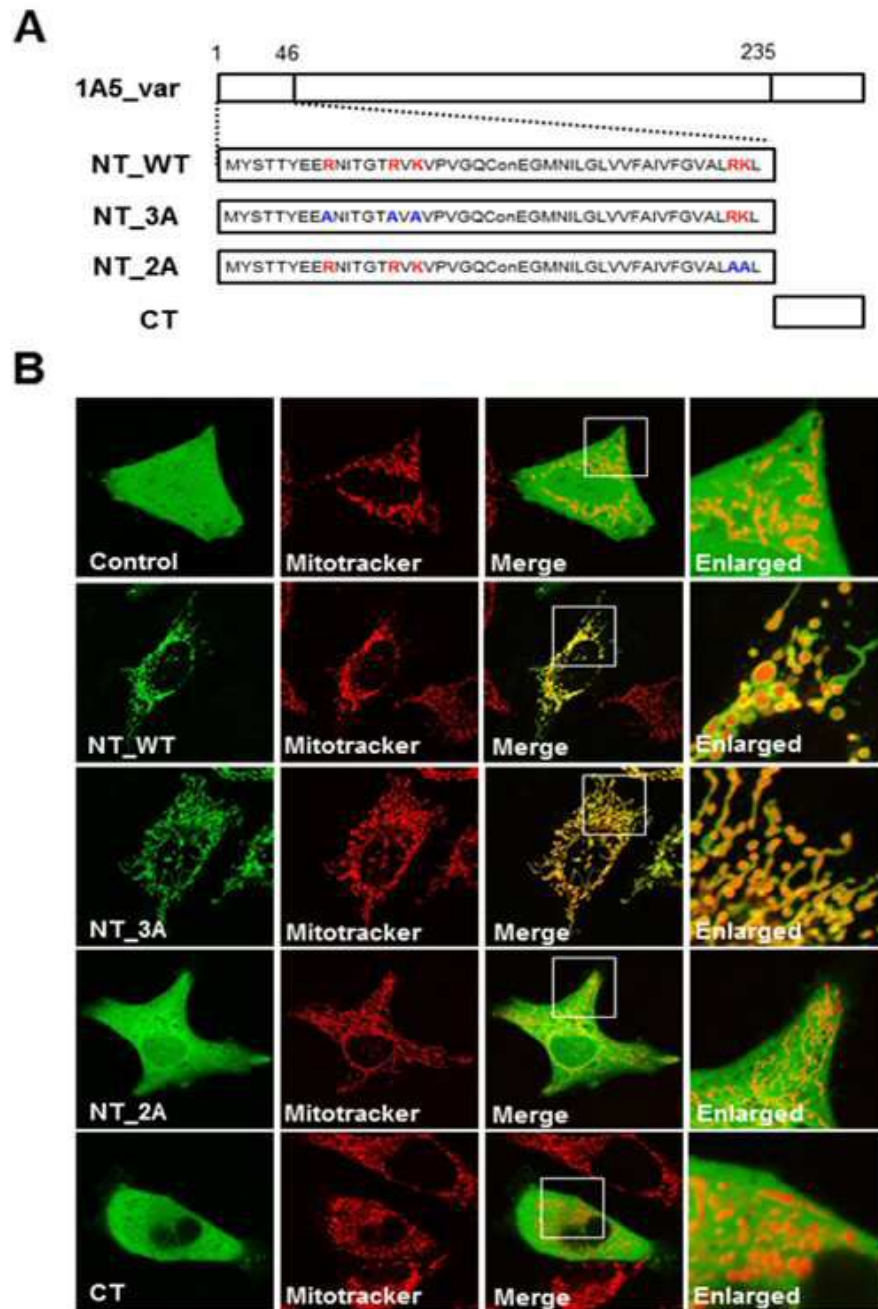 A
1 46 235
1A5_var
NT_WT MYSTTYEERNITGTRVKVPVGQConEGMNILGLVVFAIVFGVALRKL
NT_3A MYSTTYEEANITGTAVAVPVGQConEGMNILGLVVFAIVFGVALRKL
NT_2A MYSTTYEERNITGTRVKVPVGQConEGMNILGLVVFAIVFGVALAAL
CT
B
Control Mitotracker Merge Enlarged
NT_WT Mitotracker Merge Enlarged
NT_3A Mitotracker Merge Enlarged
NT_2A Mitotracker Merge Enlarged
CT Mitotracker Merge Enlarged